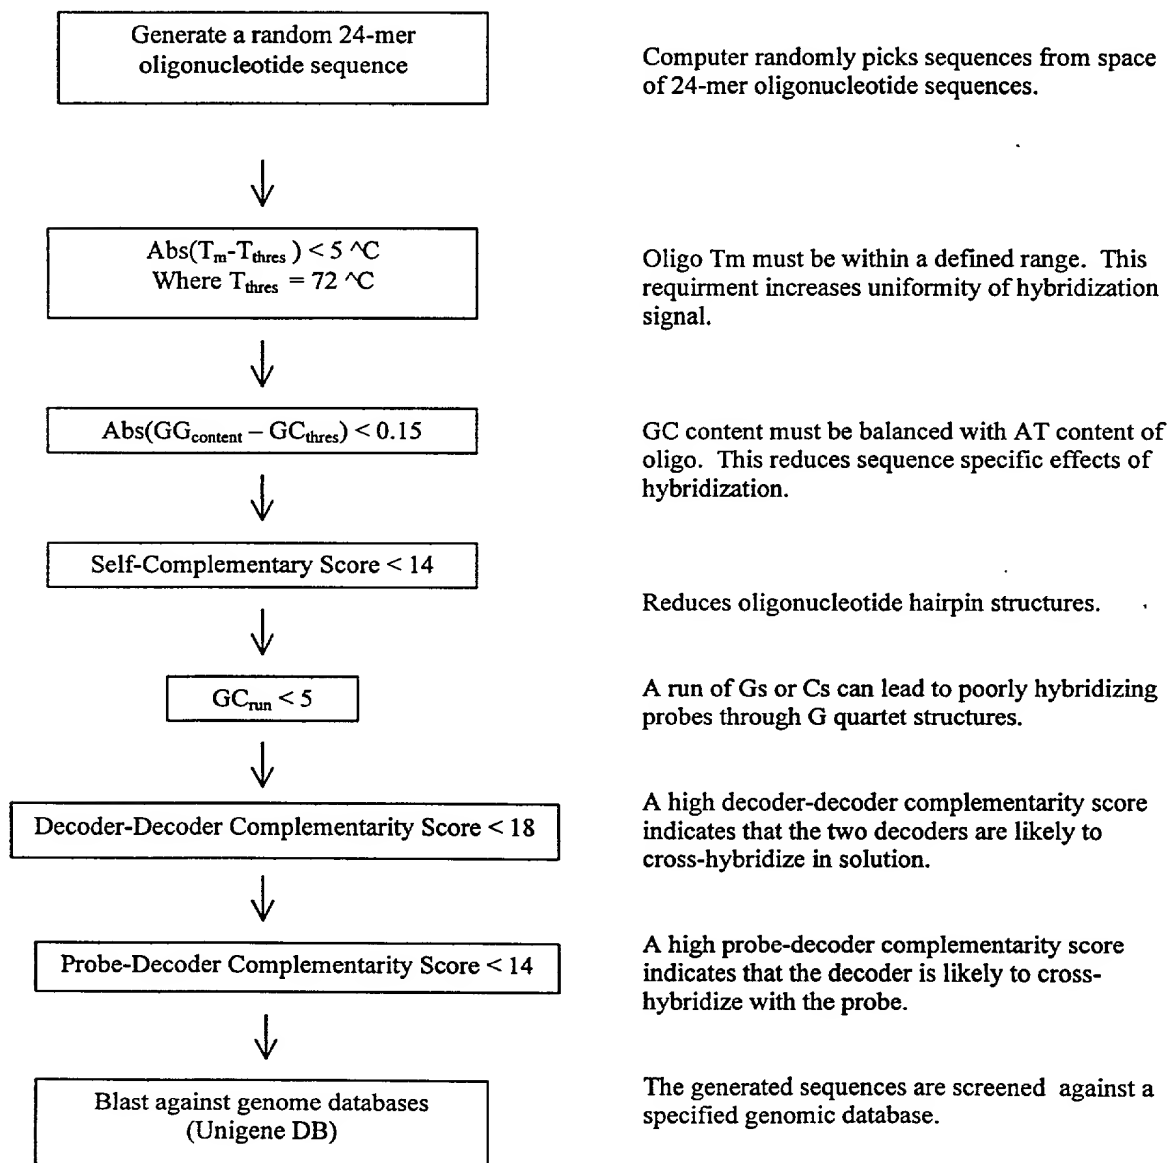 Generate a random 24-mer
oligonucleotide sequence
Computer randomly picks sequences from space
of 24-mer oligonucleotide sequences.
Abs(Tm-Tthres ) < 5 ^C
Where Tthres = 72 ^C
Oligo Tm must be within a defined range. This
requirment increases uniformity of hybridization
signal.
Abs(GGcontent – GCthres) < 0.15
GC content must be balanced with AT content of
oligo. This reduces sequence specific effects of
hybridization.
Self-Complementary Score < 14
Reduces oligonucleotide hairpin structures.
GCrun < 5
A run of Gs or Cs can lead to poorly hybridizing
probes through G quartet structures.
Decoder-Decoder Complementarity Score < 18
A high decoder-decoder complementarity score
indicates that the two decoders are likely to
cross-hybridize in solution.
Probe-Decoder Complementarity Score < 14
A high probe-decoder complementarity score
indicates that the decoder is likely to cross-
hybridize with the probe.
Blast against genome databases
(Unigene DB)
The generated sequences are screened against a
specified genomic database.